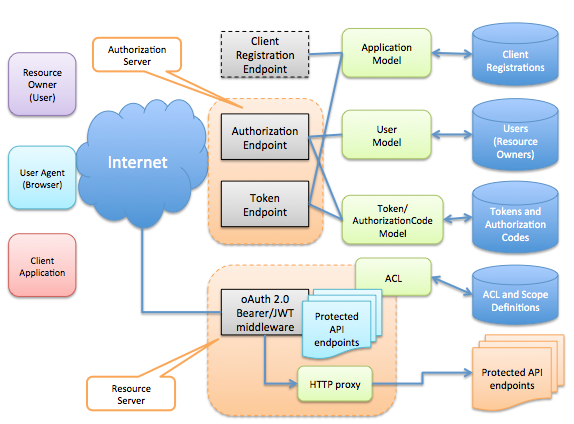 Authorization
Server
Client
Registration
Endpoint
Application
Model
Client
Registrations
Resource
Owner
(User)
Internet
Authorization
Endpoint
User
Model
Users
(Resource
Owners)
User Agent
(Browser)
Token
Endpoint
Token/
AuthorizationCode
Model
Tokens and
Authorization
Codes
Client
Application
oAuth 2.0
Bearer/JWT
middleware
ACL
ACL and Scope
Definitions
Protected
API
endpoints
HTTP proxy
Protected API
endpoints
Resource
Server